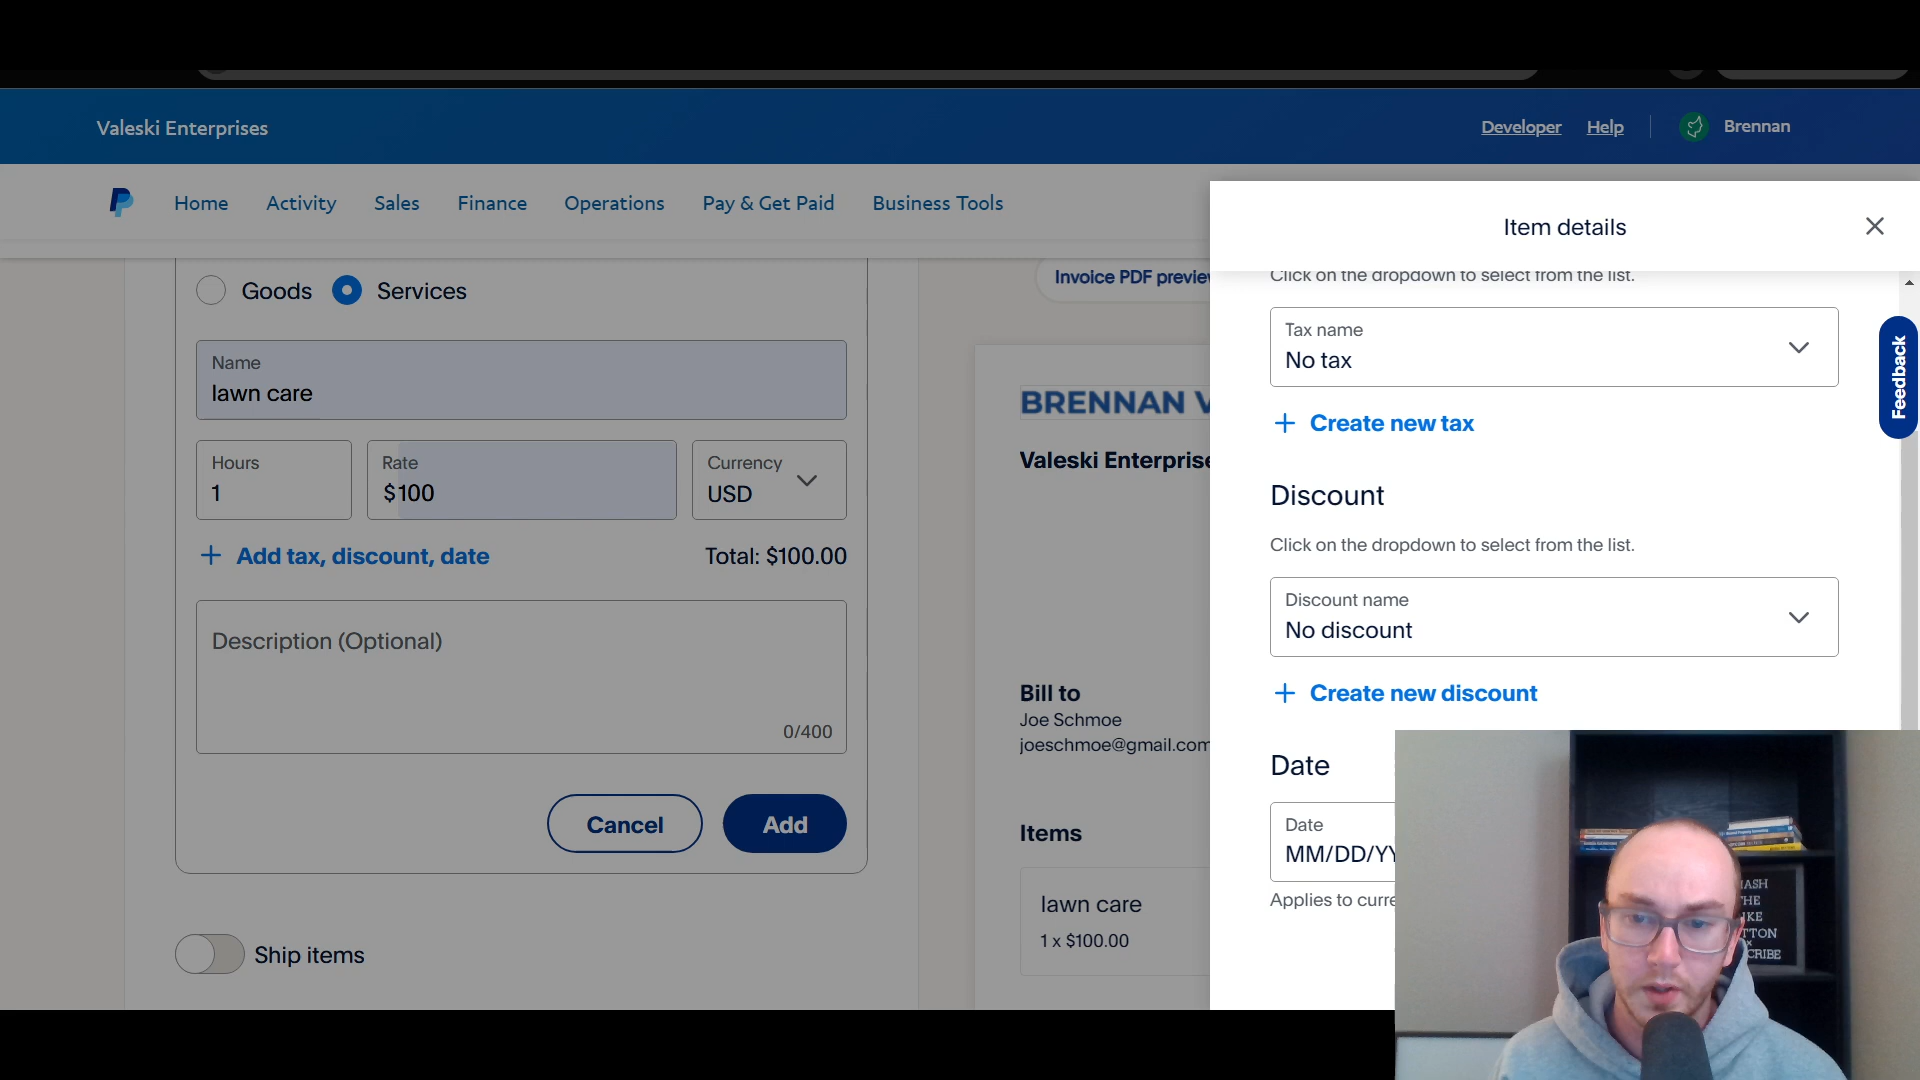 Valeski Enterprises
Developer
Help
Brennan
Home
Activity
Sales
Finance
Operations
Pay & Get Paid
Business Tools
Goods
Services
Name
lawn care
Hours
1
Rate
$100
Currency
USD
Add tax, discount, date
Total: $100.00
Description (Optional)
0/400
Cancel
Add
Ship items
Invoice PDF preview
BRENNAN V
Valeski Enterprise
Bill to
Joe Schmoe
joeschmoe@gmail.com
Items
lawn care
1 x $100.00
Item details
Click on the dropdown to select from the list.
Tax name
No tax
Create new tax
Discount
Click on the dropdown to select from the list.
Discount name
No discount
Create new discount
Date
Date
MM/DD/YY
Applies to curre
Feedback